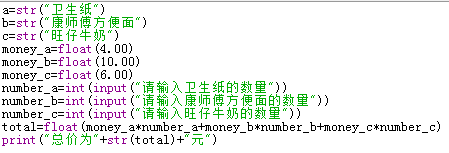 a=str("卫生纸")
b=str("康师傅方便面")
c=str("旺仔牛奶")
money_a=float(4.00)
money_b=float(10.00)
money_c=float(6.00)
number_a=int(input("请输入卫生纸的数量"))
number_b=int(input("请输入康师傅方便面的数量"))
number_c=int(input("请输入旺仔牛奶的数量"))
total=float(money_a*number_a+money_b*number_b+money_c*number_c)
print("总价为"+str(total)+"元")